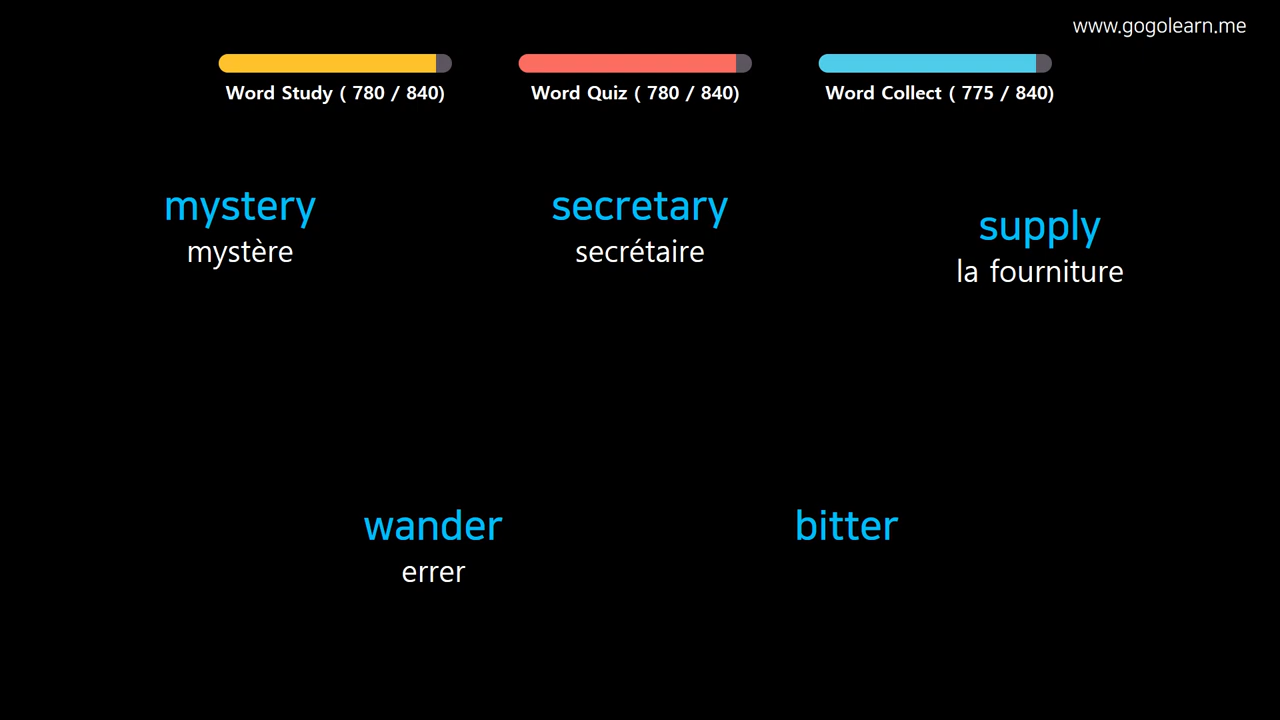 www.gogolearn.me
Word Study ( 780 / 840)
Word Quiz ( 780 / 840)
Word Collect ( 775 / 840)
mystery
mystère
secretary
secrétaire
supply
la fourniture
wander
errer
bitter